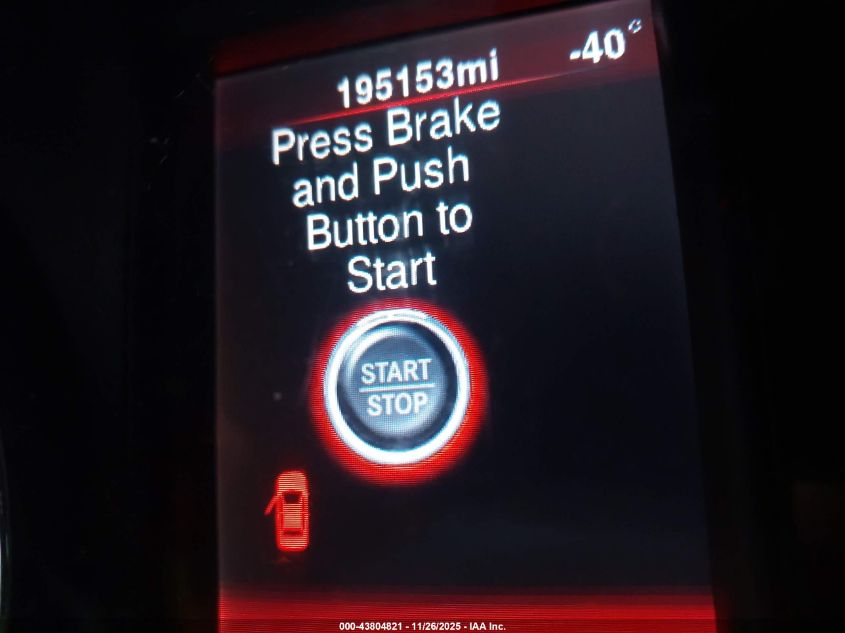 195153mi -40°
Press Brake
and Push
Button to
Start
START
STOP
000-43804821 - 11/26/2025 - IAA Inc.